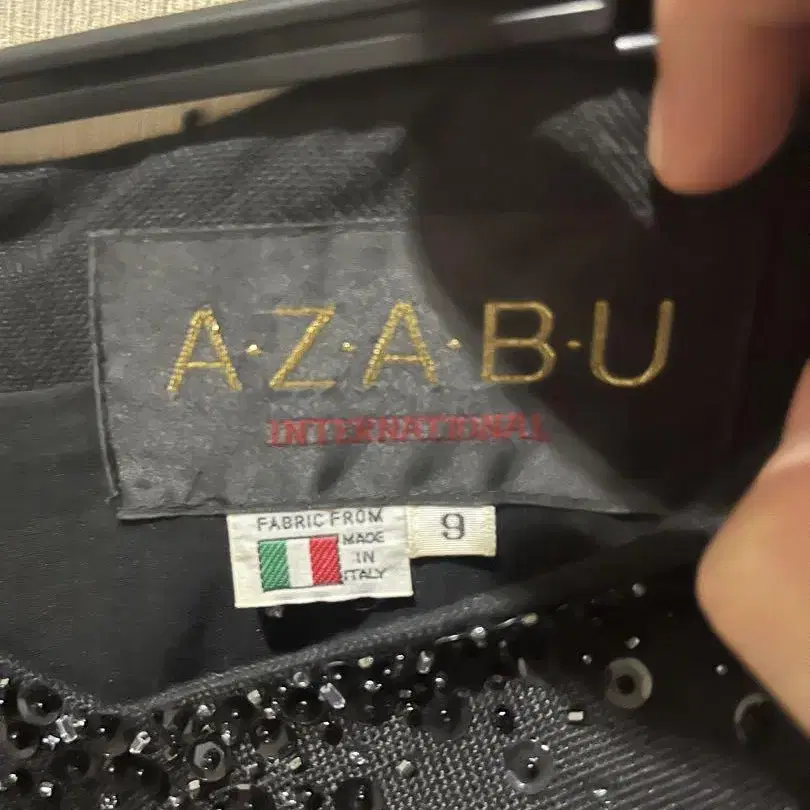 A·Z·A·B·U
INTERNATIONAL
FABRIC FROM
MADE
IN
ITALY
9